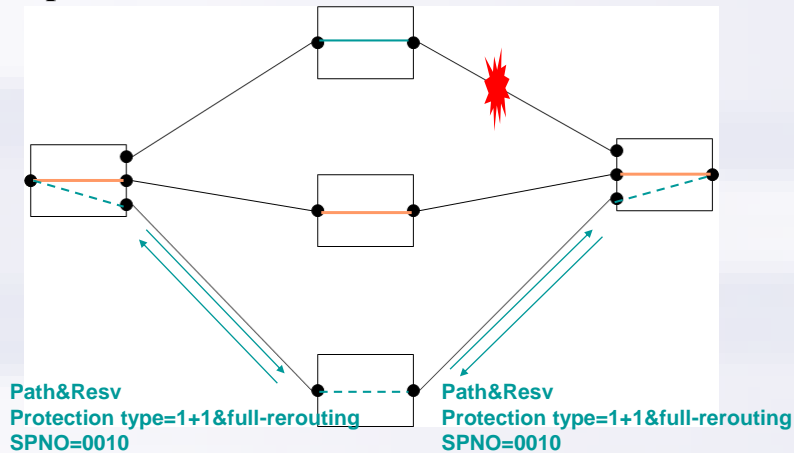 Path&Resv
Protection type=1+1&full-rerouting
SPNO=0010
Path&Resv
Protection type=1+1&full-rerouting
SPNO=0010